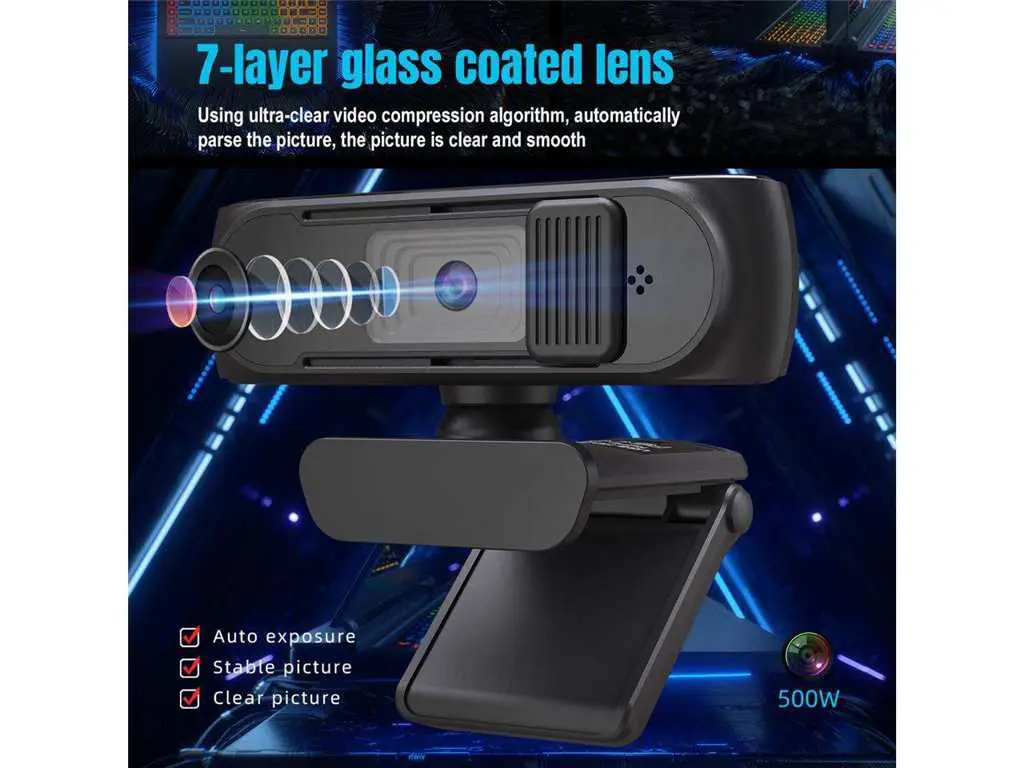 7-layer glass coated lens
Using ultra-clear video compression algorithm, automatically
parse the picture, the picture is clear and smooth
Auto exposure
Stable picture
Clear picture
500W